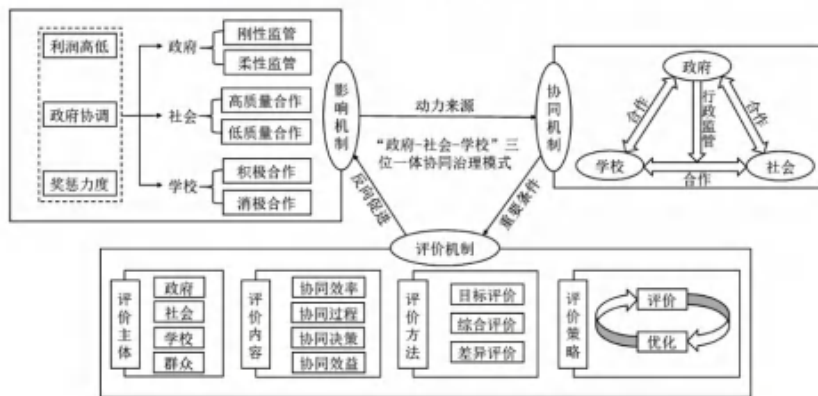 利润高低
政府协调
奖惩力度
政府
刚性监管
柔性监管
社会
高质量合作
低质量合作
学校
积极合作
消极合作
影响机制
动力来源
“政府-社会-学校”三
位一体协同治理模式
反向促进
重要条件
协同机制
政府
合作
行政监管
合作
学校
合作
社会
评价机制
评价主体
政府
社会
学校
群众
评价内容
协同效率
协同过程
协同决策
协同效益
评价方法
目标评价
综合评价
差异评价
评价策略
评价
优化